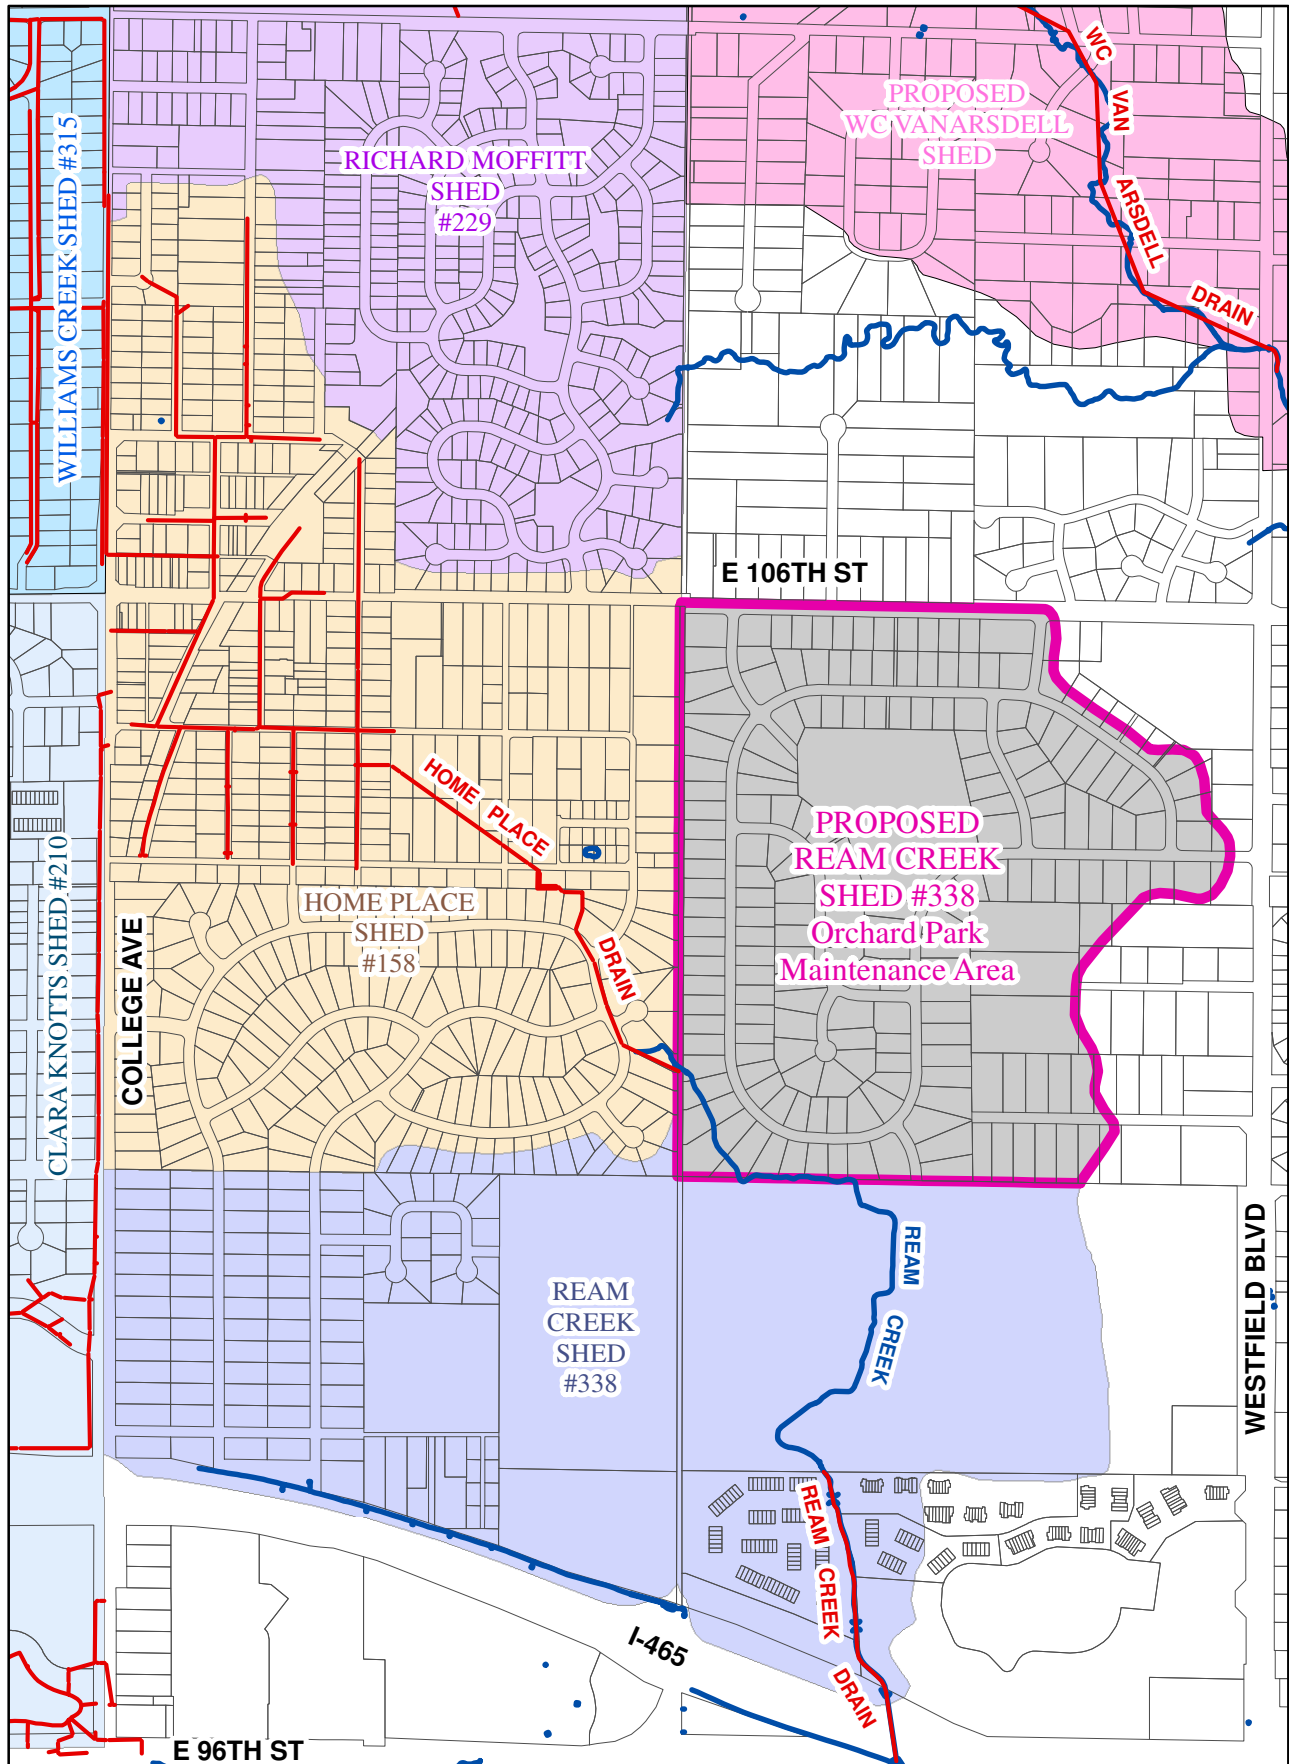 WC
VAN
ARSDELL
DRAIN
PROPOSED
WC VANARSDELL
SHED
RICHARD MOFFITT
SHED
#229
WILLIAMS CREEK SHED #315
E 106TH ST
HOME PLACE
DRAIN
PROPOSED
REAM CREEK
SHED #338
Orchard Park
Maintenance Area
HOME PLACE
SHED
#158
CLARA KNOTTS SHED #210
COLLEGE AVE
REAM
CREEK
REAM
CREEK
SHED
#338
WESTFIELD BLVD
REAM
CREEK
DRAIN
I-465
E 96TH ST